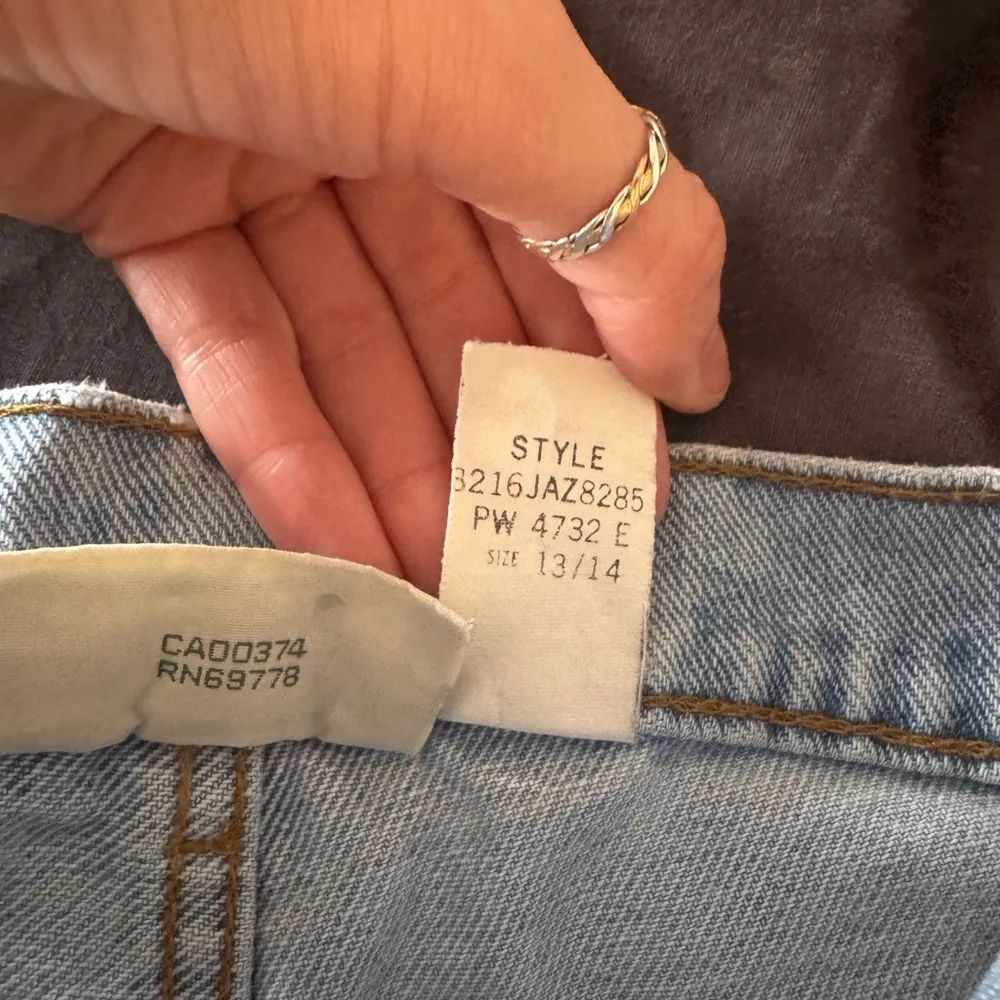 STYLE
3216JAZ8285
PW 4732 E
SIZE 13/14
CA00374
RN69778